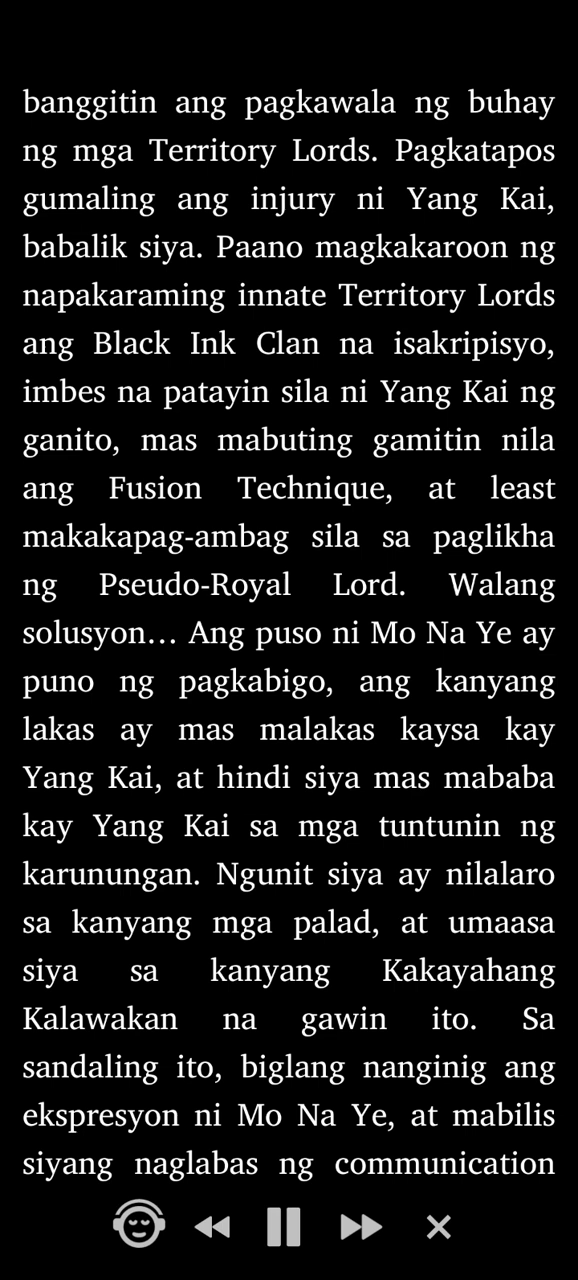 banggitin ang pagkawala ng buhay
ng mga Territory Lords. Pagkatapos
gumaling ang injury ni Yang Kai,
babalik siya. Paano magkakaroon ng
napakaraming innate Territory Lords
ang Black Ink Clan na isakripisyo,
imbes na patayin sila ni Yang Kai ng
ganito, mas mabuting gamitin nila
ang Fusion Technique, at least
makakapag-ambag sila sa paglikha
ng Pseudo-Royal Lord. Walang
solusyon… Ang puso ni Mo Na Ye ay
puno ng pagkabigo, ang kanyang
lakas ay mas malakas kaysa kay
Yang Kai, at hindi siya mas mababa
kay Yang Kai sa mga tuntunin ng
karunungan. Ngunit siya ay nilalaro
sa kanyang mga palad, at umaasa
siya sa kanyang Kakayahang
Kalawakan na gawin ito. Sa
sandaling ito, biglang nanginig ang
ekspresyon ni Mo Na Ye, at mabilis
siyang naglabas ng communication